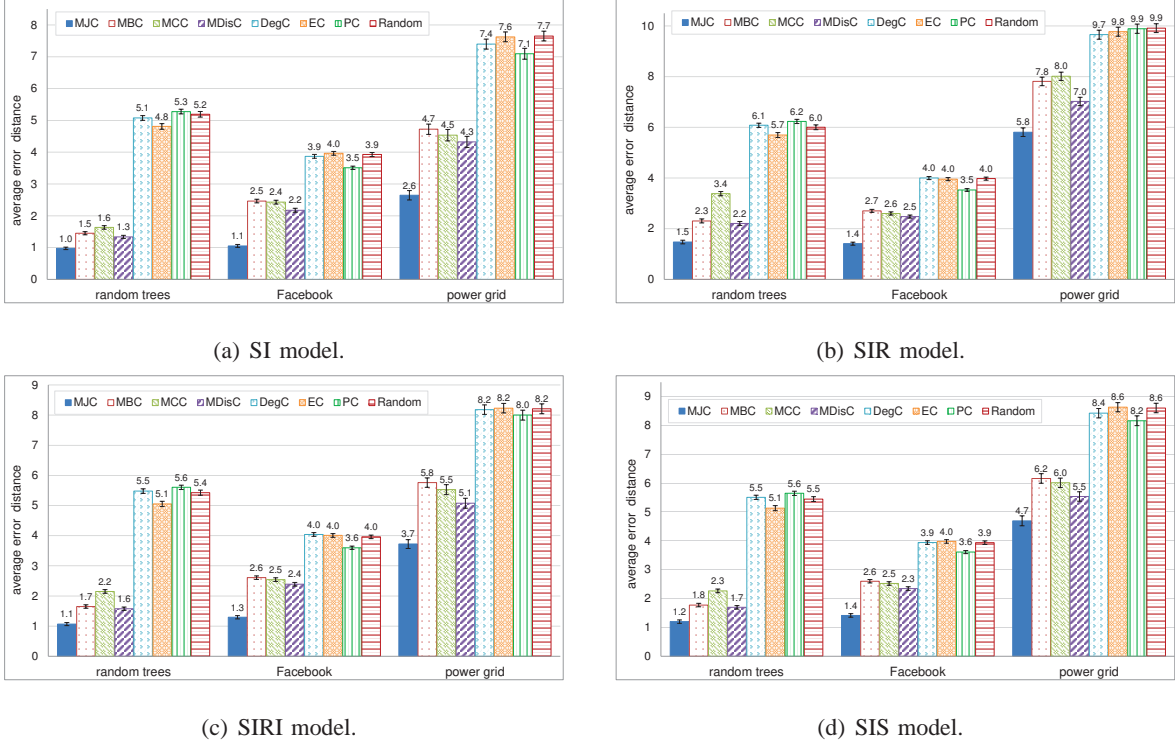 MJC MBC MCC MDisC DegC EC PC Random
average error distance
8
7
6
5
4
3
2
1
0
1.0 1.5 1.6 1.3 5.1 4.8 5.3 5.2
1.1 2.5 2.4 2.2 3.9 4.0 3.5 3.9
2.6 4.7 4.5 4.3 7.4 7.6 7.1 7.7
random trees Facebook power grid
(a) SI model.
MJC MBC MCC MDisC DegC EC PC Random
average error distance
10
8
6
4
2
0
1.5 2.3 3.4 2.2 6.1 5.7 6.2 6.0
1.4 2.7 2.6 2.5 4.0 4.0 3.5 4.0
5.8 7.8 8.0 7.0 9.7 9.8 9.9 9.9
random trees Facebook power grid
(b) SIR model.
MJC MBC MCC MDisC DegC EC PC Random
average error distance
9
8
7
6
5
4
3
2
1
0
1.1 1.7 2.2 1.6 5.5 5.1 5.6 5.4
1.3 2.6 2.5 2.4 4.0 4.0 3.6 4.0
3.7 5.8 5.5 5.1 8.2 8.2 8.0 8.2
random trees Facebook power grid
(c) SIRI model.
MJC MBC MCC MDisC DegC EC PC Random
average error distance
9
8
7
6
5
4
3
2
1
0
1.2 1.8 2.3 1.7 5.5 5.1 5.6 5.5
1.4 2.6 2.5 2.3 3.9 4.0 3.6 3.9
4.7 6.2 6.0 5.5 8.4 8.6 8.2 8.6
random trees Facebook power grid
(d) SIS model.